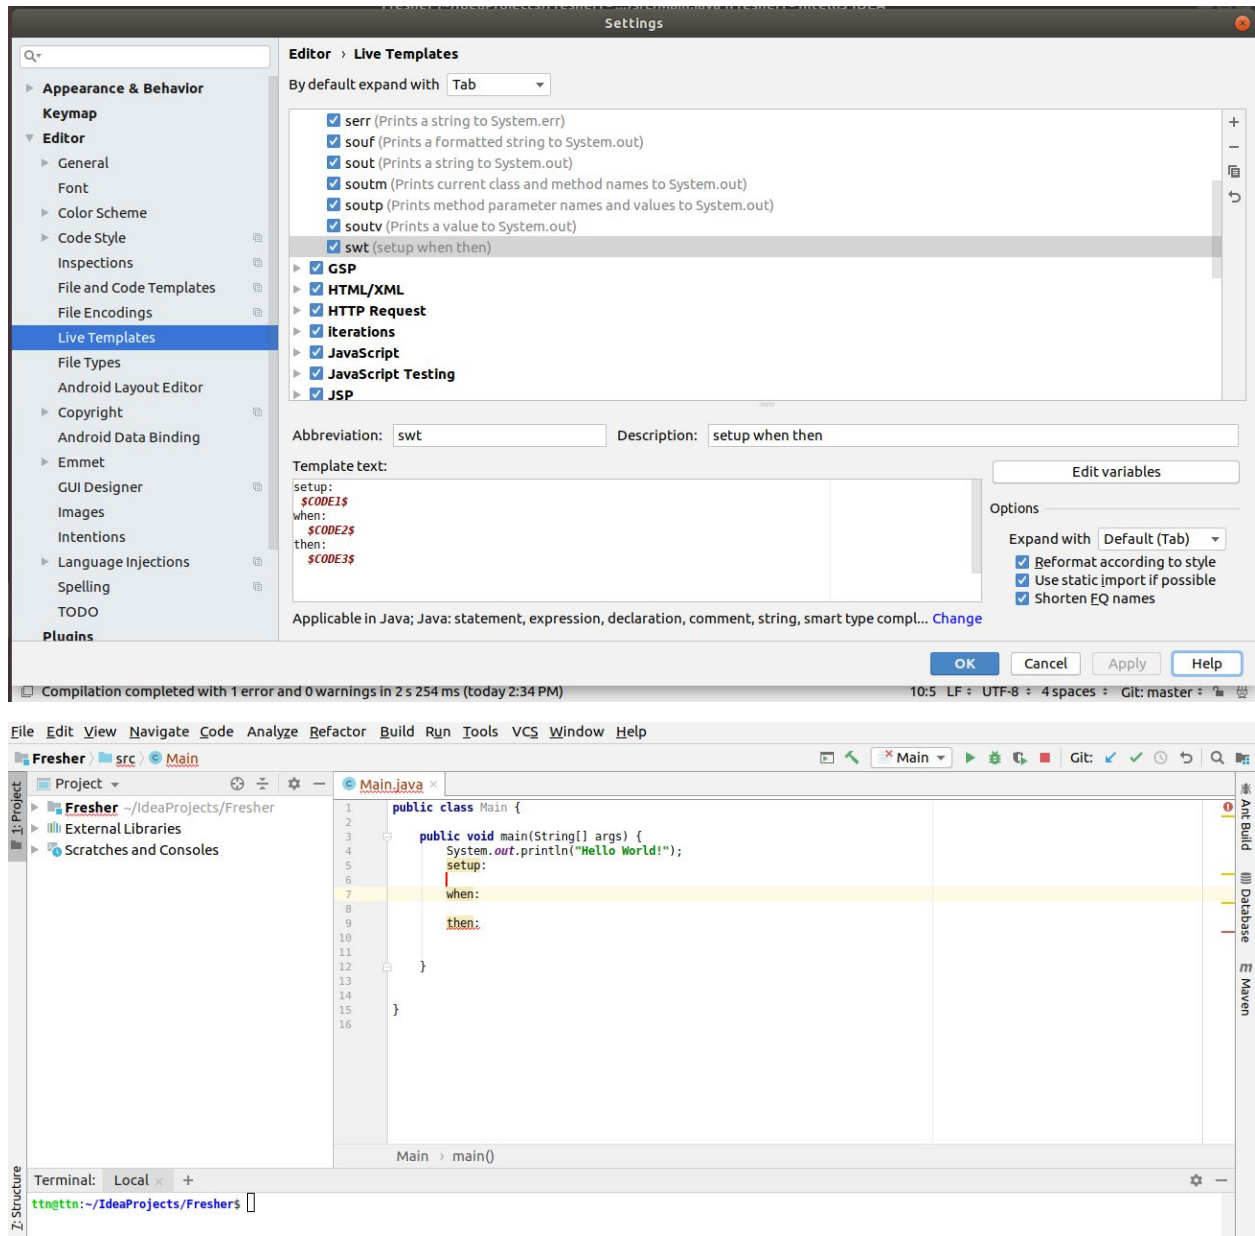 Settings
Editor › Live Templates
By default expand with Tab
Appearance & Behavior
Keymap
Editor
General
Font
Color Scheme
Code Style
Inspections
File and Code Templates
File Encodings
Live Templates
File Types
Android Layout Editor
Copyright
Android Data Binding
Emmet
GUI Designer
Images
Intentions
Language Injections
Spelling
TODO
Plugins
serr (Prints a string to System.err)
souf (Prints a formatted string to System.out)
sout (Prints a string to System.out)
soutm (Prints current class and method names to System.out)
soutp (Prints method parameter names and values to System.out)
soutv (Prints a value to System.out)
swt (setup when then)
GSP
HTML/XML
HTTP Request
iterations
JavaScript
JavaScript Testing
JSP
Abbreviation: swt Description: setup when then
Template text:
setup:
$CODE1$
when:
$CODE2$
then:
$CODE3$
Edit variables
Options
Expand with Default (Tab)
Reformat according to style
Use static import if possible
Shorten FQ names
Applicable in Java; Java: statement, expression, declaration, comment, string, smart type compl... Change
OK Cancel Apply Help
Compilation completed with 1 error and 0 warnings in 2 s 254 ms (today 2:34 PM) 10:5 LF UTF-8 4 spaces Git: master
File Edit View Navigate Code Analyze Refactor Build Run Tools VCS Window Help
Fresher src Main Main Git:
1: Project
Project
Fresher ~/IdeaProjects/Fresher
External Libraries
Scratches and Consoles
Main.java
1 public class Main {
2
3 public void main(String[] args) {
4 System.out.println("Hello World!");
5 setup:
6
7 when:
8
9 then:
10
11
12 }
13
14
15 }
16
Main › main()
Ant Build
Database
Maven
Z: Structure
Terminal: Local +
ttn@ttn:~/IdeaProjects/Fresher$